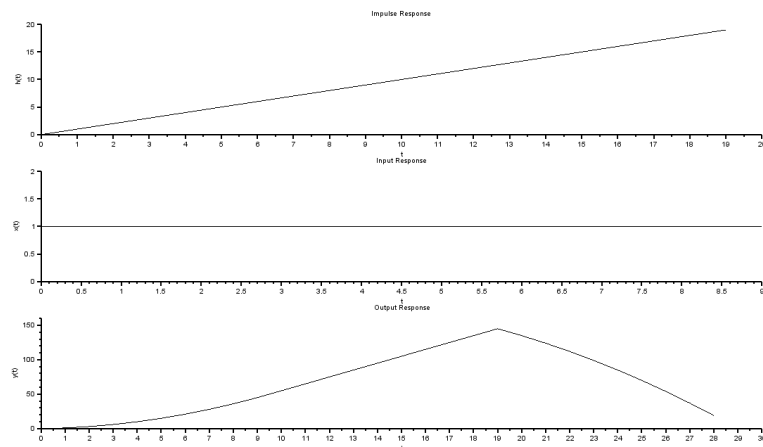 Impulse Response
20
15
10
5
0
h(t)
0 1 2 3 4 5 6 7 8 9 10 11 12 13 14 15 16 17 18 19 20
t
Input Response
2
1.5
1
0.5
0
x(t)
0 0.5 1 1.5 2 2.5 3 3.5 4 4.5 5 5.5 6 6.5 7 7.5 8 8.5 9
t
Output Response
150
100
50
0
y(t)
0 1 2 3 4 5 6 7 8 9 10 11 12 13 14 15 16 17 18 19 20 21 22 23 24 25 26 27 28 29 30